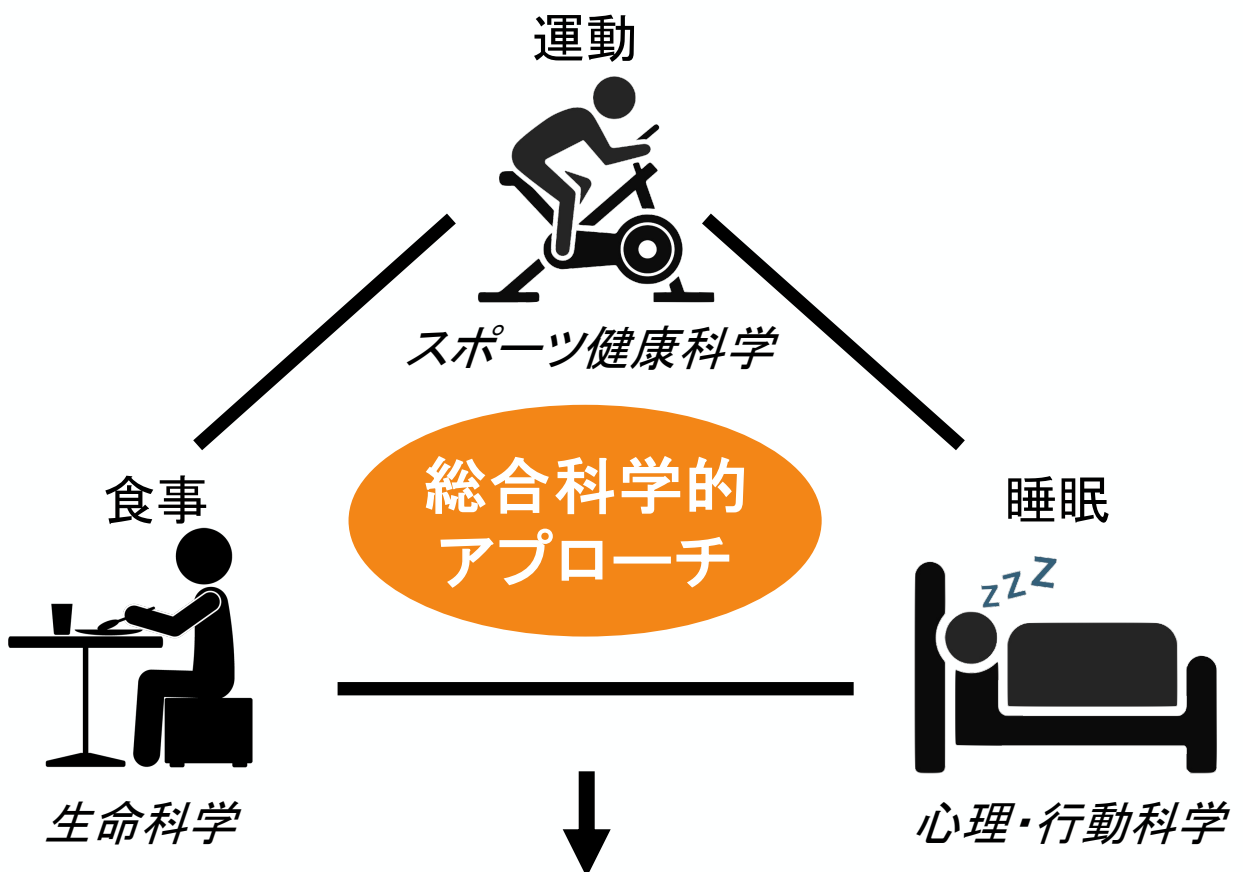 運動
スポーツ健康科学
総合科学的
アプローチ
食事
睡眠
zzZ
生命科学
心理・行動科学